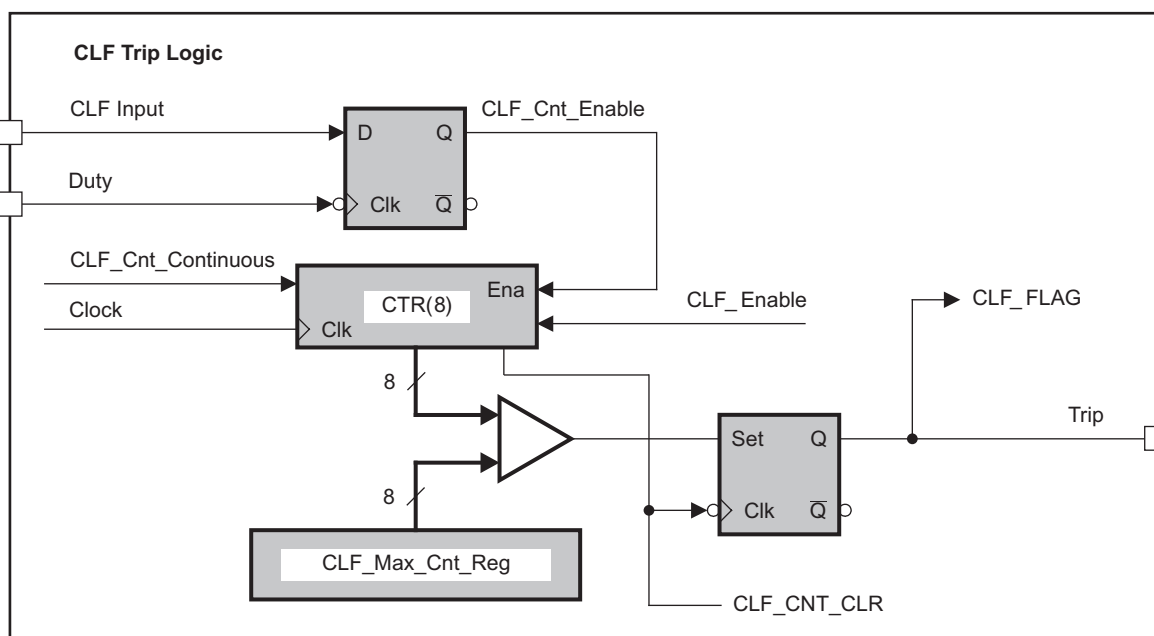 CLF Trip Logic
CLF Input
CLF_Cnt_Enable
D Q
Duty
Clk Q̅
CLF_Cnt_Continuous
Ena
CLF_Enable
CLF_FLAG
CTR(8)
Clock
Clk
8
Trip
Set Q
8
Clk Q̅
CLF_Max_Cnt_Reg
CLF_CNT_CLR